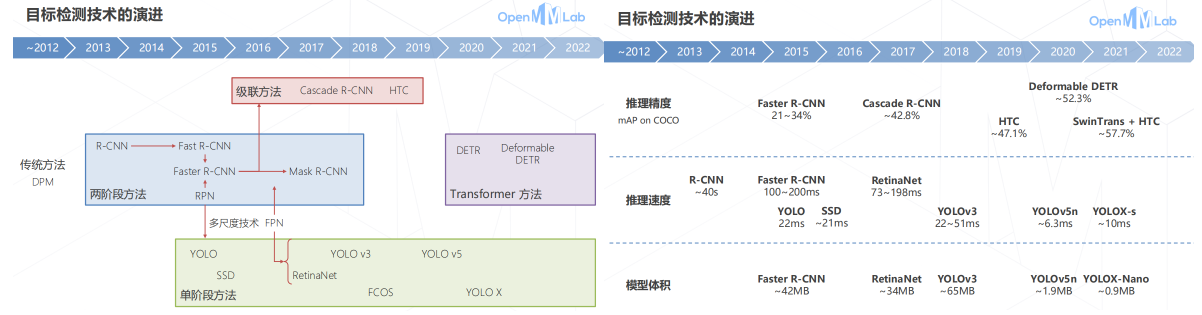 目标检测技术的演进
OpenMMLab
~2012 2013 2014 2015 2016 2017 2018 2019 2020 2021 2022
级联方法 Cascade R-CNN HTC
R-CNN Fast R-CNN
传统方法
DPM
Faster R-CNN Mask R-CNN
两阶段方法 RPN
DETR Deformable
DETR
Transformer 方法
多尺度技术 FPN
YOLO YOLO v3 YOLO v5
SSD RetinaNet
单阶段方法 FCOS YOLO X
目标检测技术的演进
OpenMMLab
~2012 2013 2014 2015 2016 2017 2018 2019 2020 2021 2022
推理精度
mAP on COCO
Faster R-CNN
21~34%
Cascade R-CNN
~42.8%
Deformable DETR
~52.3%
HTC
~47.1%
SwinTrans + HTC
~57.7%
推理速度
R-CNN
~40s
Faster R-CNN
100~200ms
RetinaNet
73~198ms
YOLO
22ms
SSD
~21ms
YOLOv3
22~51ms
YOLOv5n
~6.3ms
YOLOX-s
~10ms
模型体积
Faster R-CNN
~42MB
RetinaNet
~34MB
YOLOv3
~65MB
YOLOv5n
~1.9MB
YOLOX-Nano
~0.9MB